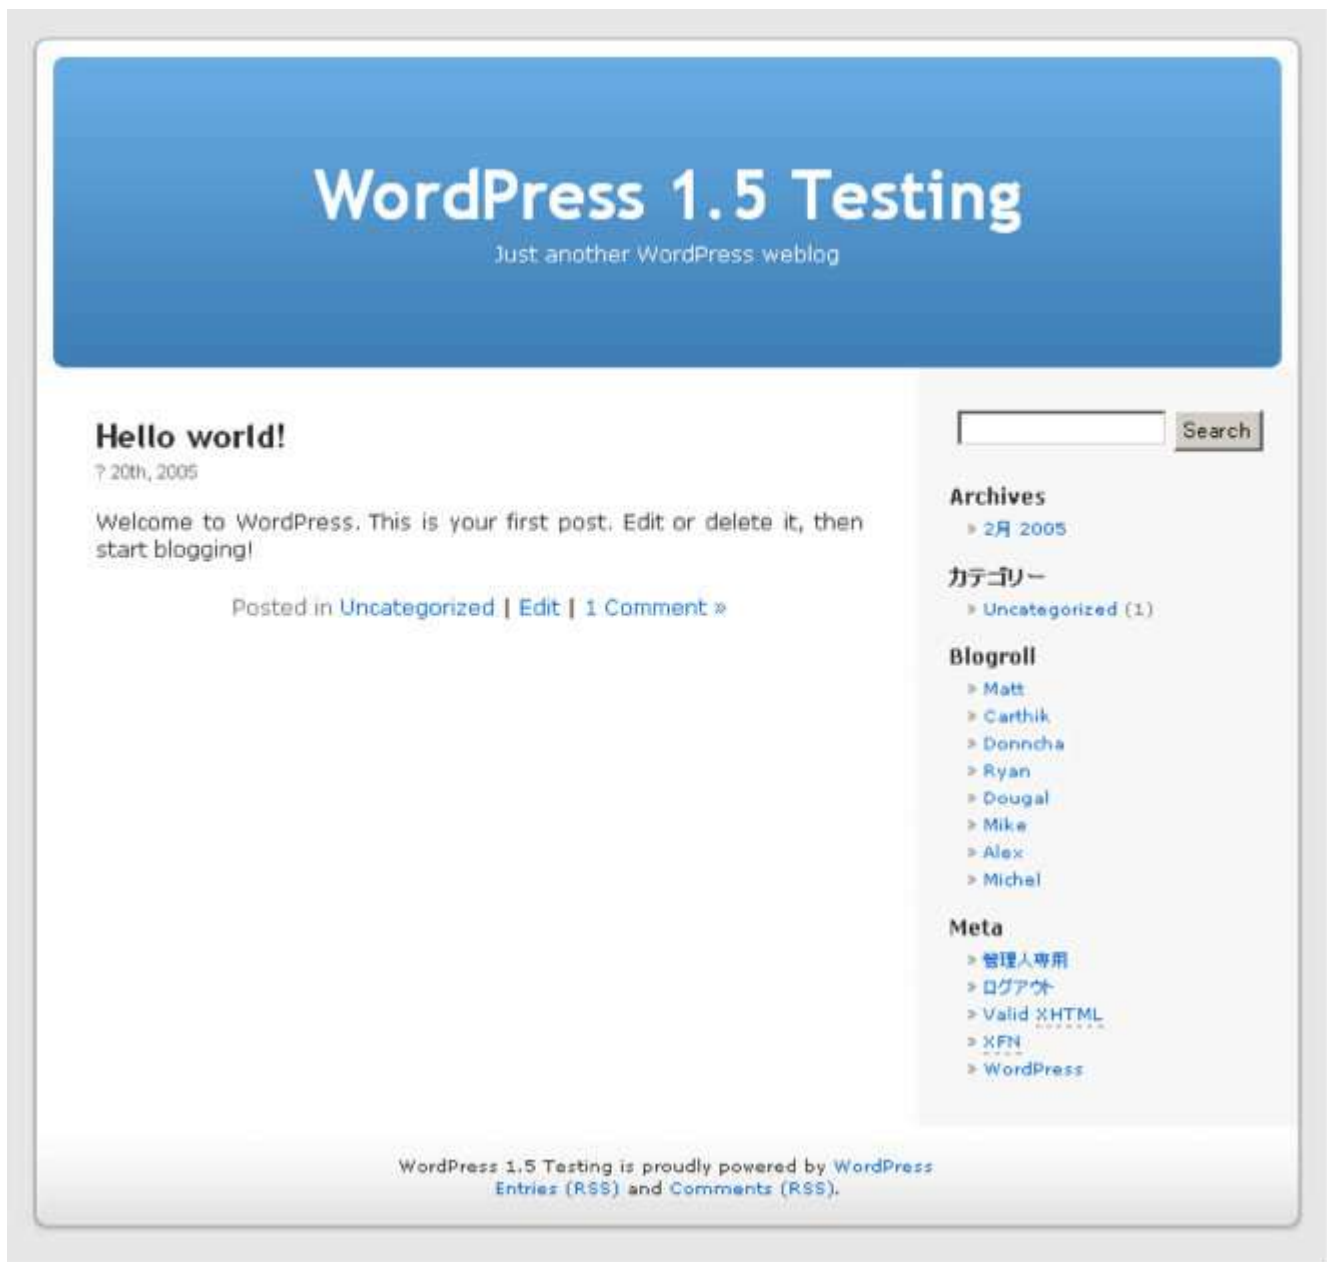 WordPress 1.5 Testing
Just another WordPress weblog
Hello world!
? 20th, 2005
Welcome to WordPress. This is your first post. Edit or delete it, then
start blogging!
Posted in Uncategorized | Edit | 1 Comment »
Search
Archives
» 2月 2005
カテゴリー
» Uncategorized (1)
Blogroll
» Matt
» Carthik
» Donncha
» Ryan
» Dougal
» Mike
» Alex
» Michel
Meta
» 管理人専用
» ログアウト
» Valid XHTML
» XFN
» WordPress
WordPress 1.5 Testing is proudly powered by WordPress
Entries (RSS) and Comments (RSS).